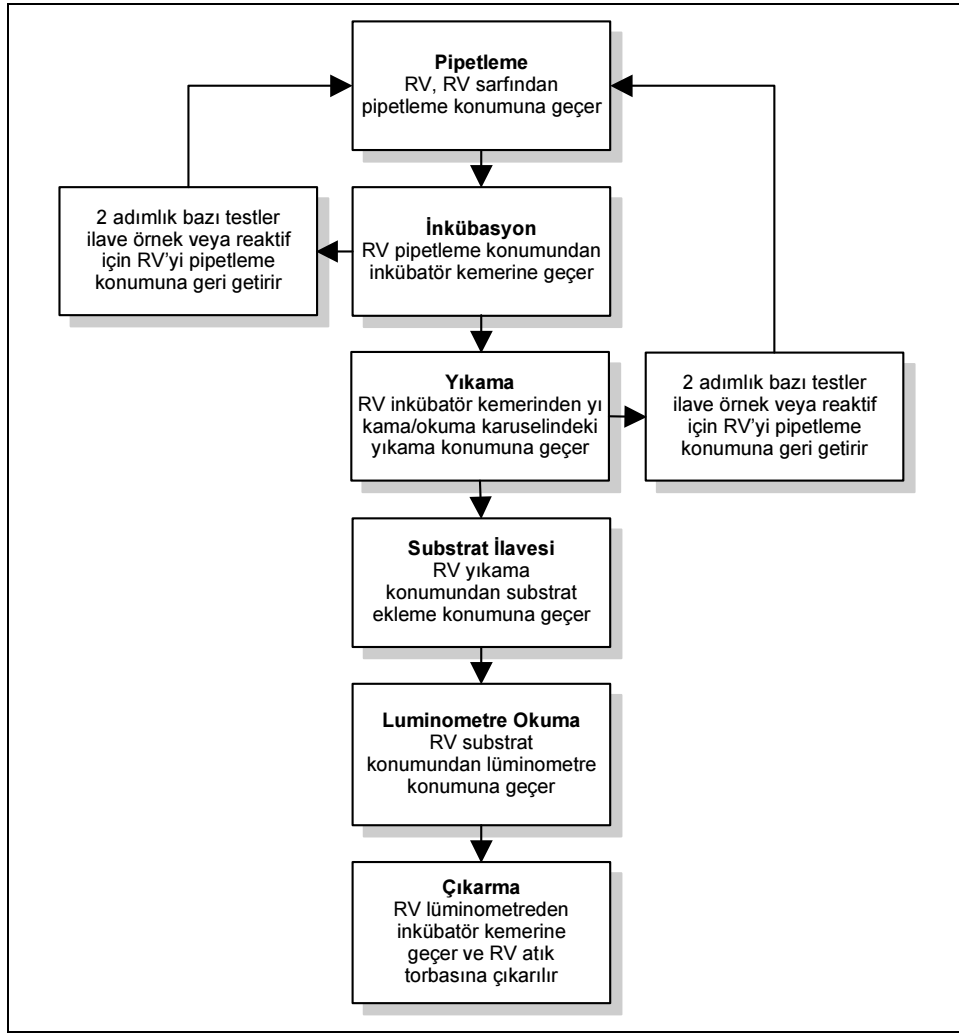 Pipetleme
RV, RV sarfından
pipetleme konumuna geçer
2 adımlık bazı testler
ilave örnek veya reaktif
için RV’yi pipetleme
konumuna geri getirir
İnkübasyon
RV pipetleme konumundan
inkübatör kemerine geçer
Yıkama
RV inkübatör kemerinden yı
kama/okuma karuselindeki
yıkama konumuna geçer
2 adımlık bazı testler
ilave örnek veya reaktif
için RV’yi pipetleme
konumuna geri getirir
Substrat İlavesi
RV yıkama
konumundan substrat
ekleme konumuna geçer
Luminometre Okuma
RV substrat
konumundan lüminometre
konumuna geçer
Çıkarma
RV lüminometreden
inkübatör kemerine
geçer ve RV atık
torbasına çıkarılır